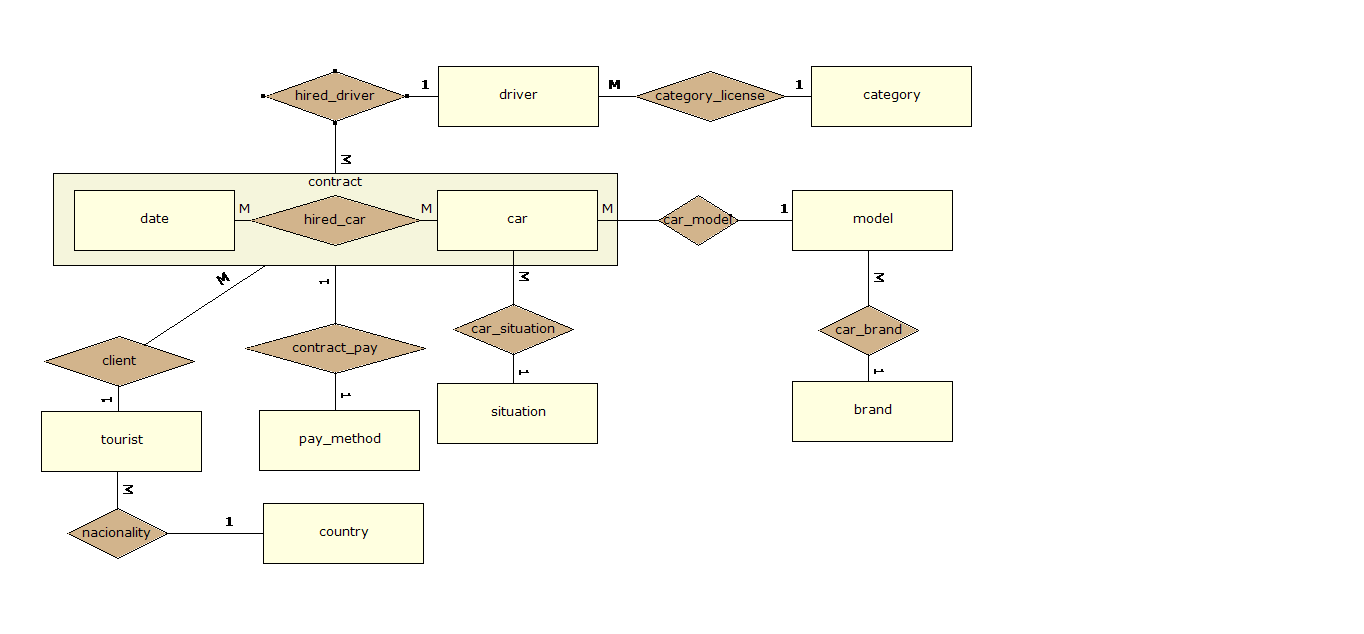 1
M
1
hired_driver
driver
category_license
category
M
contract
M
M
M
1
date
hired_car
car
car_model
model
M
1
M
M
client
contract_pay
car_situation
car_brand
1
1
1
1
tourist
pay_method
situation
brand
M
1
nacionality
country